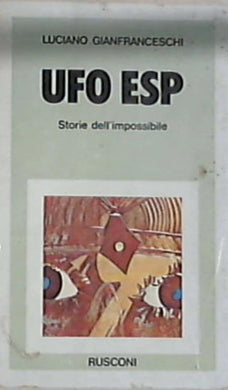 LUCIANO GIANFRANCESCHI
UFO ESP
Storie dell'impossibile
RUSCONI